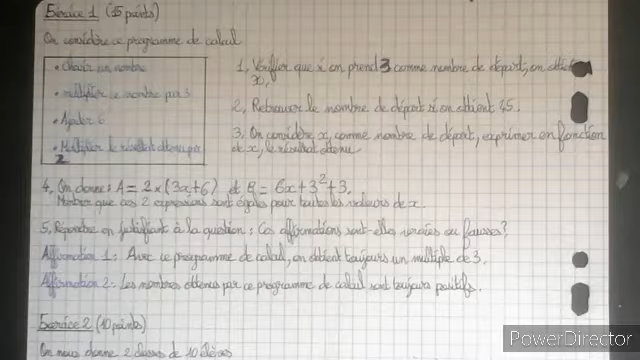 Exercice 1 (15 points)
On considère ce programme de calcul
• Choisir un nombre
• multiplier ce nombre par 3
• Ajouter 6
• Multiplier le résultat obtenu par
2
1, Vérifier que si on prend 3 comme nombre de départ, on obtient
30,
2, Retrouver le nombre de départ si on obtient 45.
3. On considère x, comme nombre de départ, exprimer en fonction
de x, le résultat obtenu
4. On donne : A = 2 × (3x+6) et B = 6x + 3² + 3.
Montrer que ces 2 expressions sont égales pour toutes les valeurs de x.
5. Répondre en justifiant à la question : Ces affirmations sont-elles vraies ou fausses ?
Affirmation 1 : Avec ce programme de calcul, on obtient toujours un multiple de 3.
Affirmation 2 : Les nombres obtenus par ce programme de calcul sont toujours positifs.
Exercice 2 (10 points)
On nous donne 2 classes de 10 élèves
PowerDirector